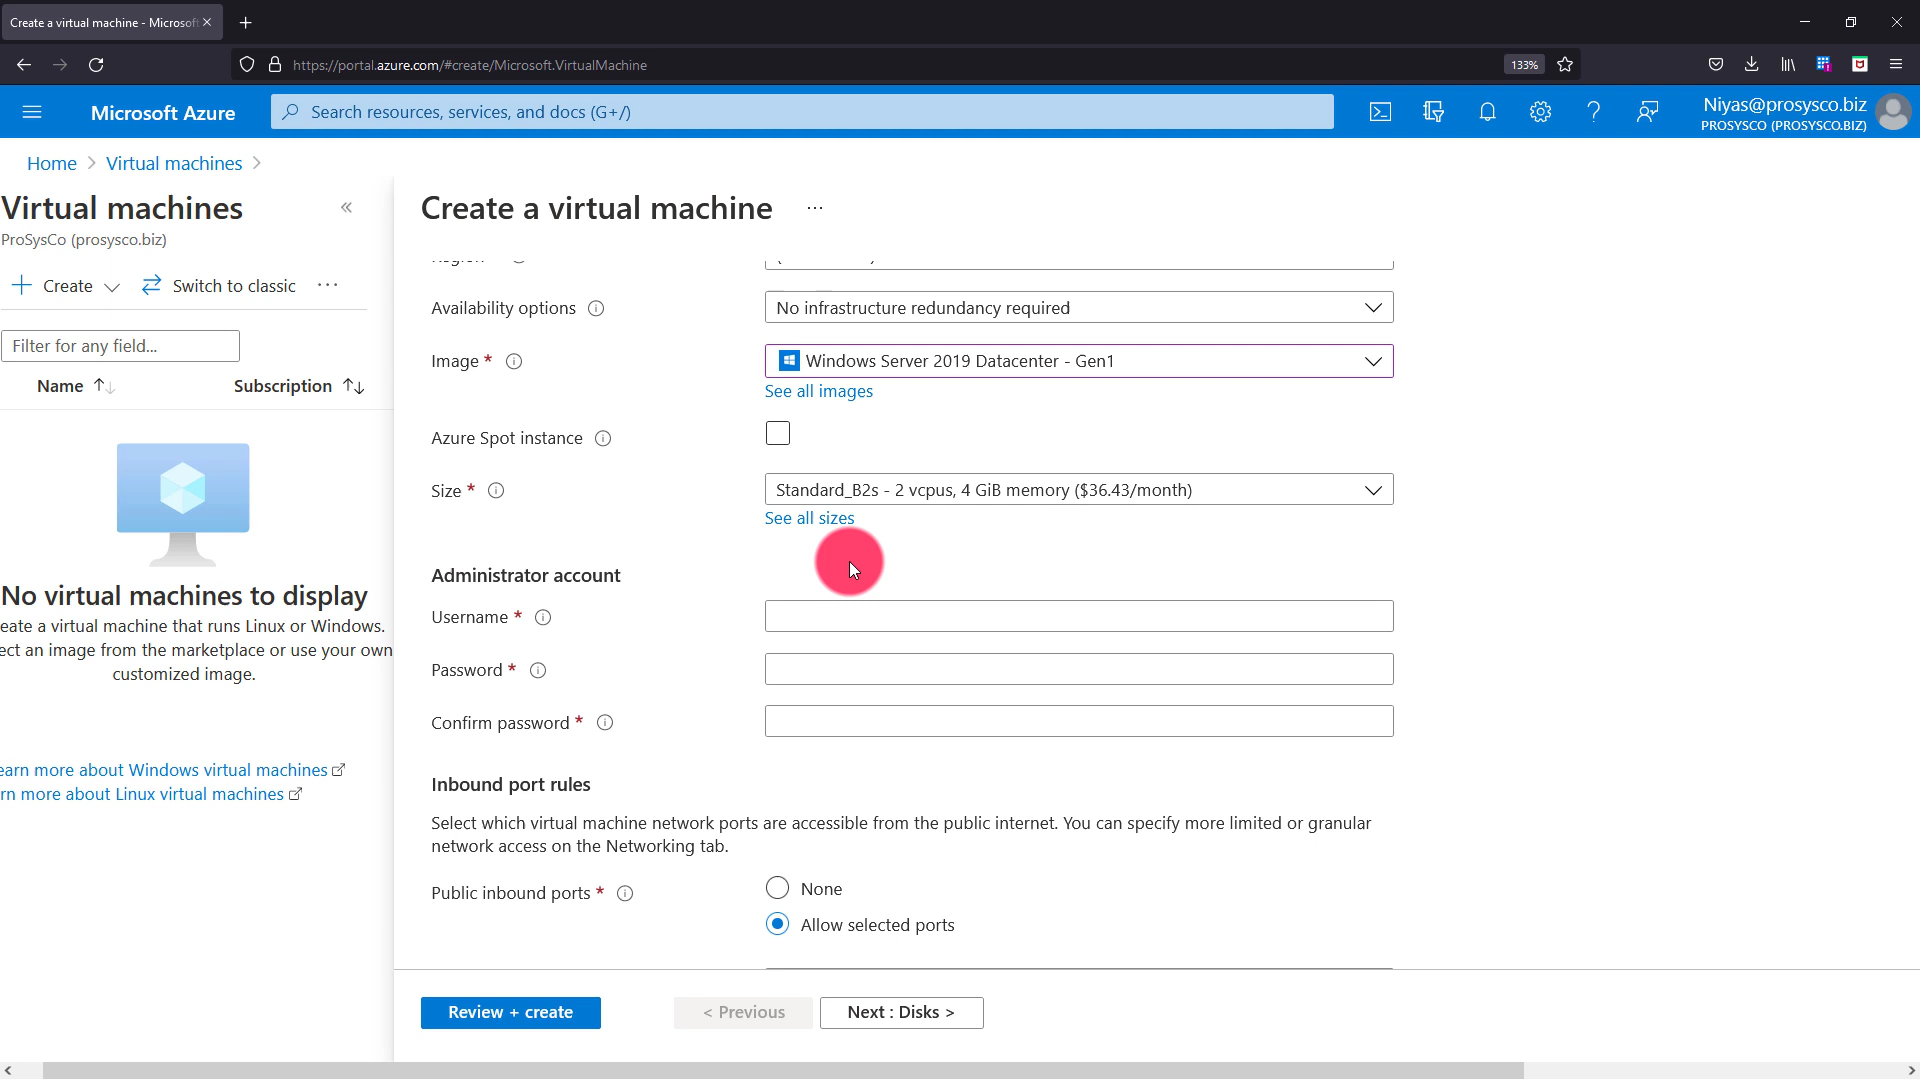 Create a virtual machine - Microsof
https://portal.azure.com/#create/Microsoft.VirtualMachine
133%
Microsoft Azure
Search resources, services, and docs (G+/)
Niyas@prosysco.biz
PROSYSCO (PROSYSCO.BIZ)
Home > Virtual machines >
Virtual machines
ProSysCo (prosysco.biz)
Create
Switch to classic
Filter for any field...
Name
Subscription
No virtual machines to display
eate a virtual machine that runs Linux or Windows.
ect an image from the marketplace or use your own
customized image.
earn more about Windows virtual machines
rn more about Linux virtual machines
Create a virtual machine
Availability options
No infrastructure redundancy required
Image *
Windows Server 2019 Datacenter - Gen1
See all images
Azure Spot instance
Size *
Standard_B2s - 2 vcpus, 4 GiB memory ($36.43/month)
See all sizes
Administrator account
Username *
Password *
Confirm password *
Inbound port rules
Select which virtual machine network ports are accessible from the public internet. You can specify more limited or granular
network access on the Networking tab.
Public inbound ports *
None
Allow selected ports
Review + create
< Previous
Next : Disks >